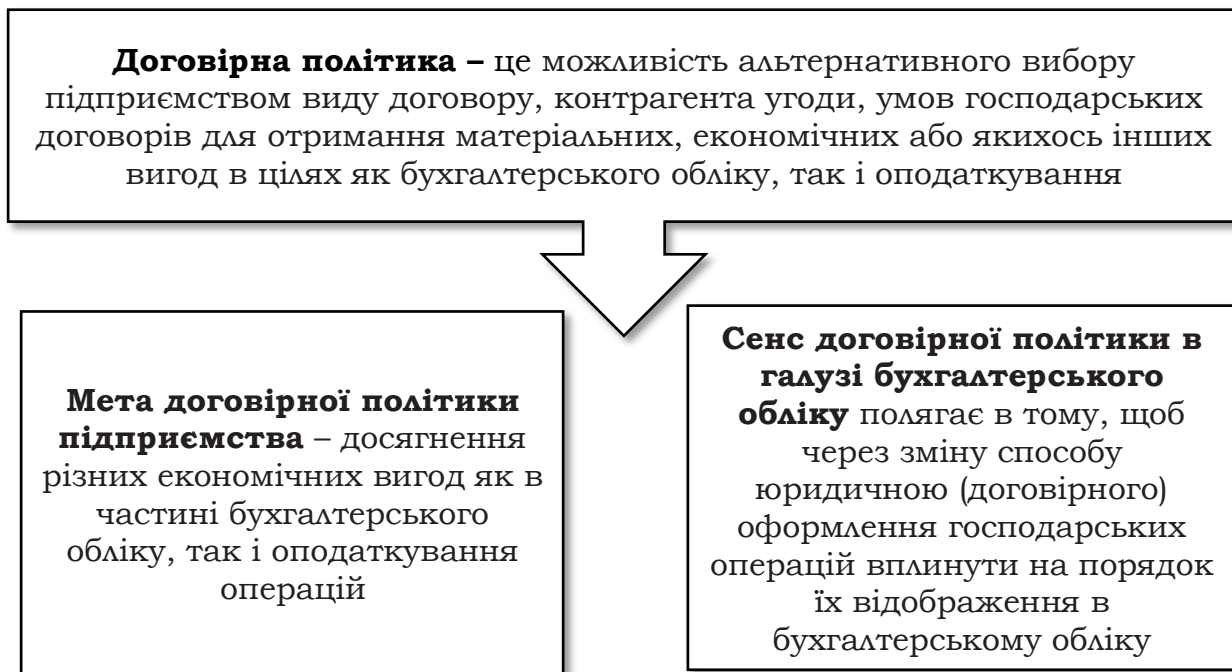 Договірна політика – це можливість альтернативного вибору
підприємством виду договору, контрагента угоди, умов господарських
договорів для отримання матеріальних, економічних або якихось інших
вигод в цілях як бухгалтерського обліку, так і оподаткування
Мета договірної політики
підприємства – досягнення
різних економічних вигод як в
частині бухгалтерського
обліку, так і оподаткування
операцій
Сенс договірної політики в
галузі бухгалтерського
обліку полягає в тому, щоб
через зміну способу
юридичною (договірного)
оформлення господарських
операцій вплинути на порядок
їх відображення в
бухгалтерському обліку